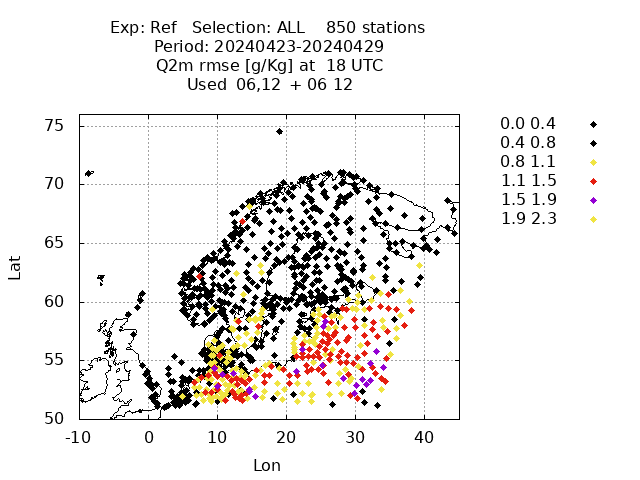 Exp: Ref Selection: ALL 850 stations
Period: 20240423-20240429
Q2m rmse [g/Kg] at 18 UTC
Used 06,12 + 06 12
0.0 0.4
0.4 0.8
0.8 1.1
1.1 1.5
1.5 1.9
1.9 2.3
75
70
65
60
55
50
Lat
-10 0 10 20 30 40
Lon